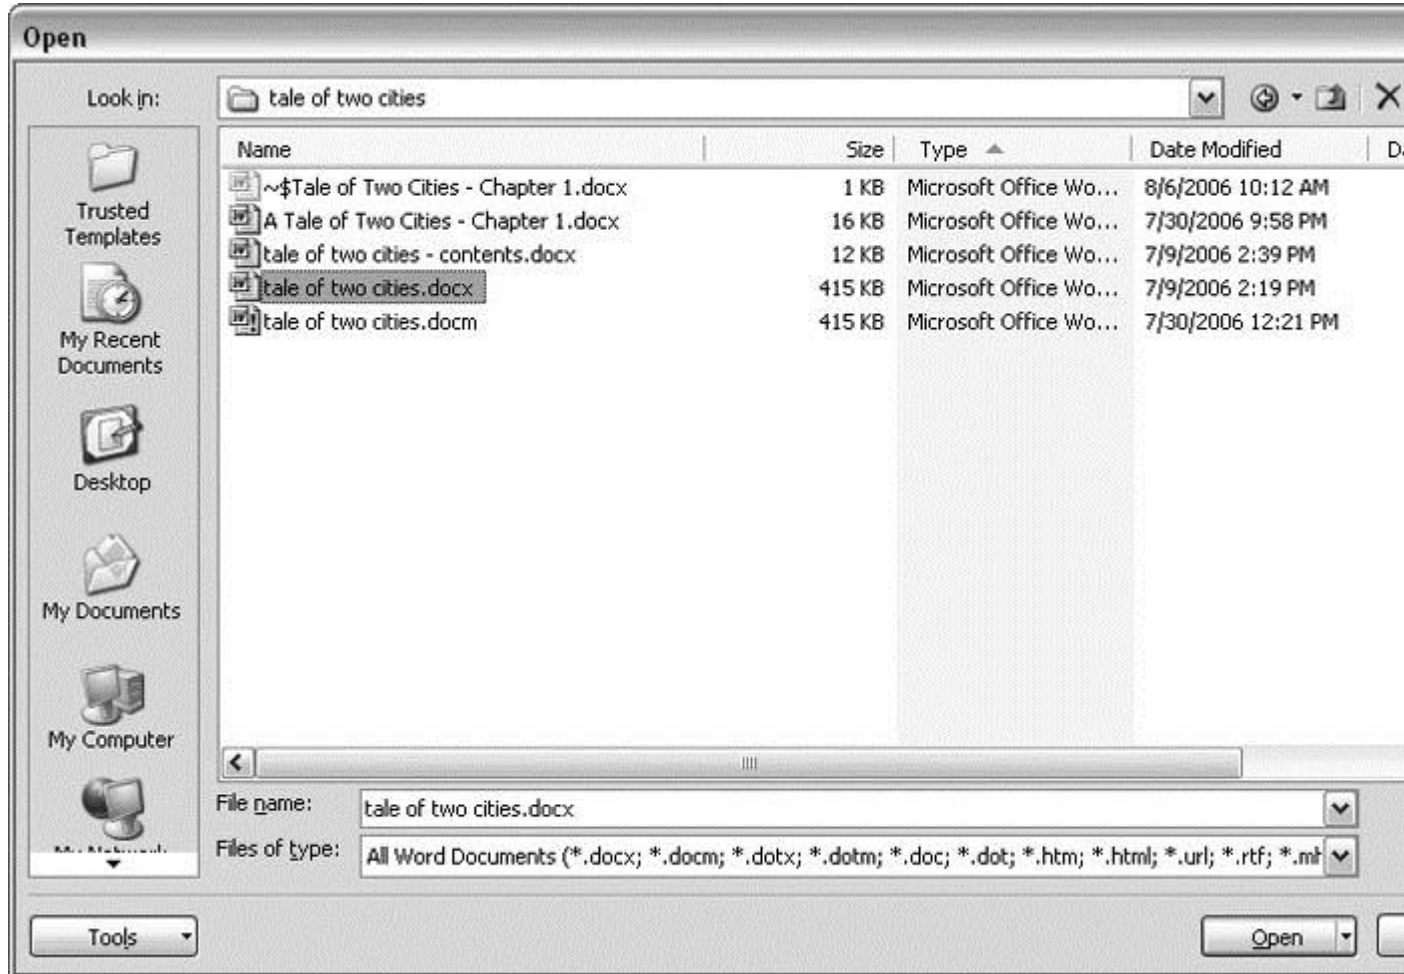 Open
Look in:
tale of two cities
Name Size Type Date Modified
~$Tale of Two Cities - Chapter 1.docx 1 KB Microsoft Office Wo... 8/6/2006 10:12 AM
A Tale of Two Cities - Chapter 1.docx 16 KB Microsoft Office Wo... 7/30/2006 9:58 PM
tale of two cities - contents.docx 12 KB Microsoft Office Wo... 7/9/2006 2:39 PM
tale of two cities.docx 415 KB Microsoft Office Wo... 7/9/2006 2:19 PM
tale of two cities.docm 415 KB Microsoft Office Wo... 7/30/2006 12:21 PM
Trusted
Templates
My Recent
Documents
Desktop
My Documents
My Computer
File name: tale of two cities.docx
Files of type: All Word Documents (*.docx; *.docm; *.dotx; *.dotm; *.doc; *.dot; *.htm; *.html; *.url; *.rtf;
Tools
Open